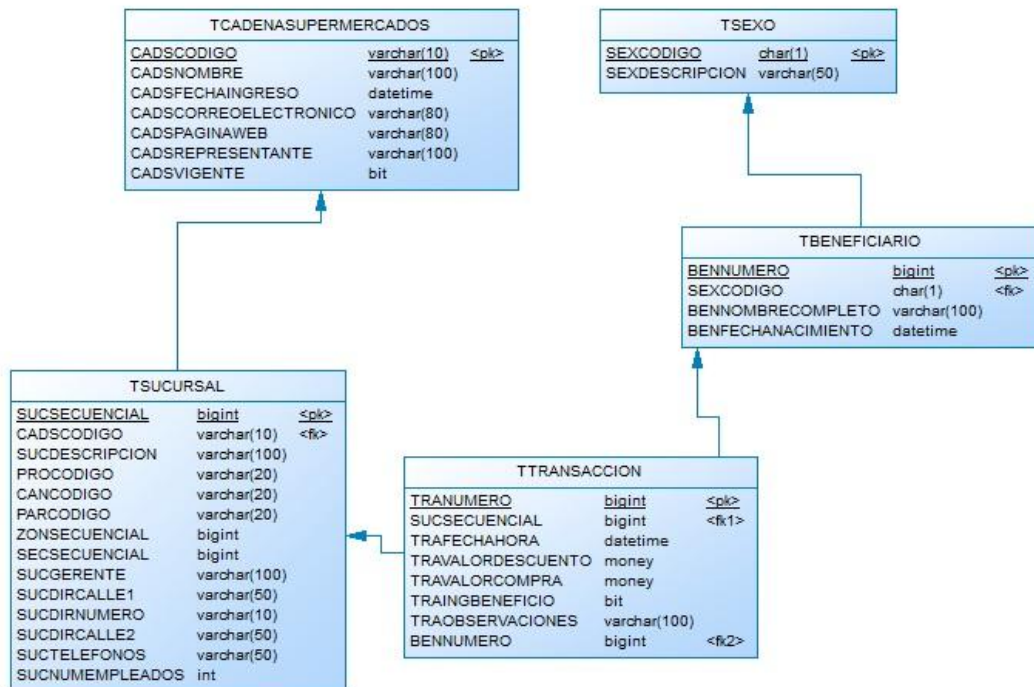 TCADENASUPERMERCADOS
CADSCODIGO varchar(10) <pk>
CADSNOMBRE varchar(100)
CADSFECHAINGRESO datetime
CADSCORREOELECTRONICO varchar(80)
CADSPAGINAWEB varchar(80)
CADSREPRESENTANTE varchar(100)
CADSVIGENTE bit
TSEXO
SEXCODIGO char(1) <pk>
SEXDESCRIPCION varchar(50)
TBENEFICIARIO
BENNUMERO bigint <pk>
SEXCODIGO char(1) <fk>
BENNOMBRECOMPLETO varchar(100)
BENFECHANACIMIENTO datetime
TSUCURSAL
SUCSECUENCIAL bigint <pk>
CADSCODIGO varchar(10) <fk>
SUCDESCRIPCION varchar(100)
PROCODIGO varchar(20)
CANCODIGO varchar(20)
PARCODIGO varchar(20)
ZONSECUENCIAL bigint
SECSECUENCIAL bigint
SUCGERENTE varchar(100)
SUCDIRCALLE1 varchar(50)
SUCDIRNUMERO varchar(10)
SUCDIRCALLE2 varchar(50)
SUCTELEFONOS varchar(50)
SUCNUMEMPLEADOS int
TTRANSACCION
TRANUMERO bigint <pk>
SUCSECUENCIAL bigint <fk1>
TRAFECHAHORA datetime
TRAVALORDESCUENTO money
TRAVALORCOMPRA money
TRAINGBENEFICIO bit
TRAOBSERVACIONES varchar(100)
BENNUMERO bigint <fk2>